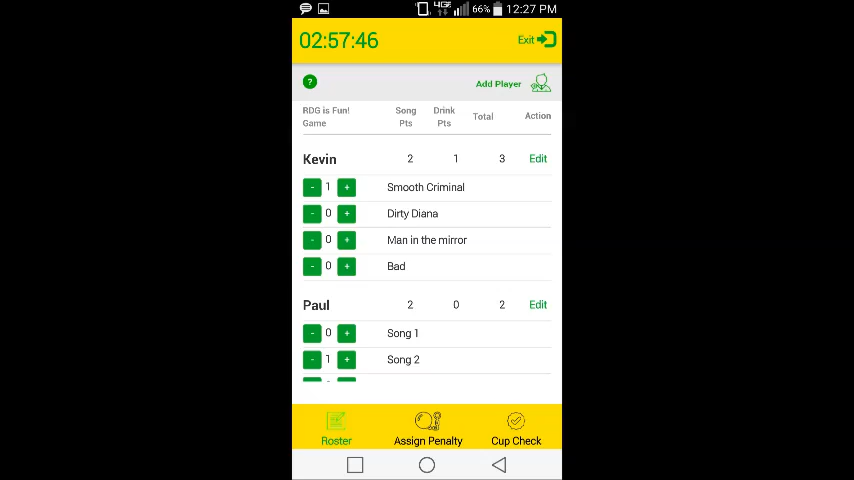 66% 12:27 PM
02:57:46 Exit
? Add Player
RDG is Fun! Game Song Pts Drink Pts Total Action
Kevin 2 1 3 Edit
- 1 + Smooth Criminal
- 0 + Dirty Diana
- 0 + Man in the mirror
- 0 + Bad
Paul 2 0 2 Edit
- 0 + Song 1
- 1 + Song 2
Roster Assign Penalty Cup Check